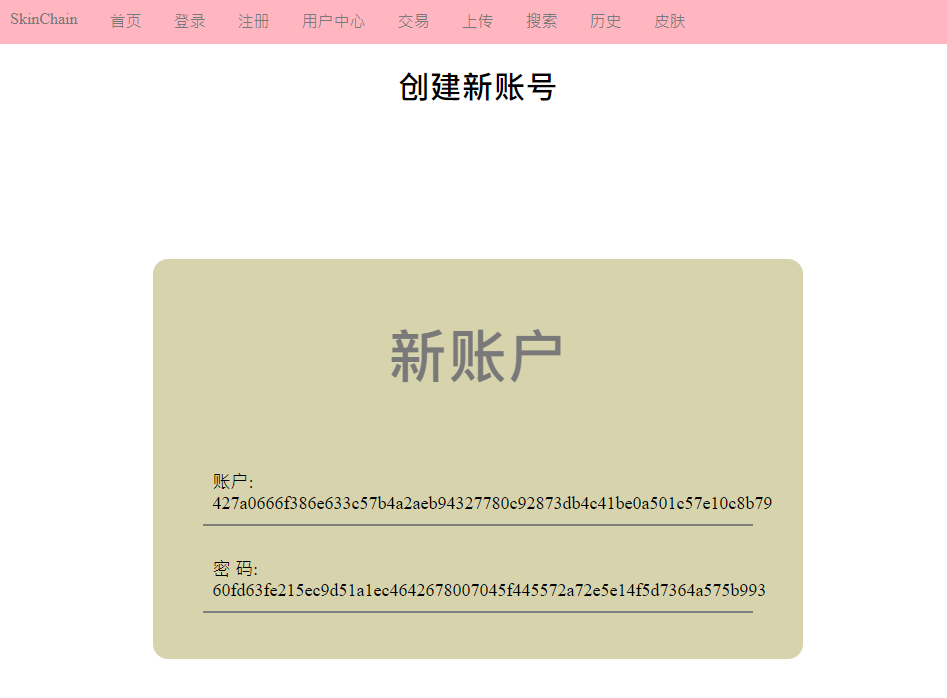 SkinChain 首页 登录 注册 用户中心 交易 上传 搜索 历史 皮肤
创建新账号
新账户
账户:
427a0666f386e633c57b4a2aeb94327780c92873db4c41be0a501c57e10c8b79
密 码:
60fd63fe215ec9d51a1ec4642678007045f445572a72e5e14f5d7364a575b993